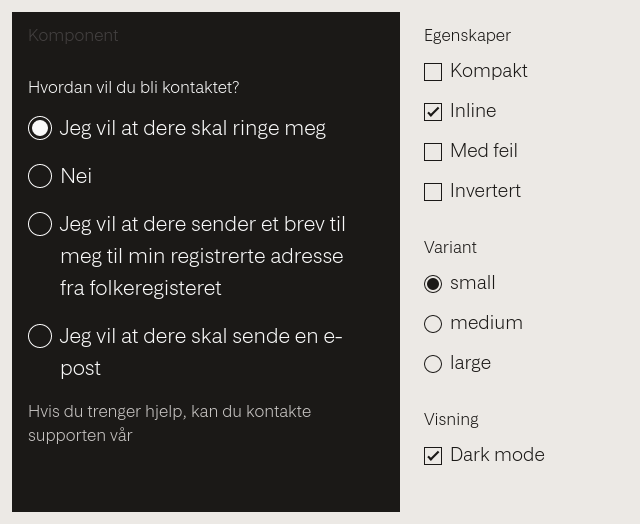 Komponent
Hvordan vil du bli kontaktet?
Jeg vil at dere skal ringe meg
Nei
Jeg vil at dere sender et brev til
meg til min registrerte adresse
fra folkeregisteret
Jeg vil at dere skal sende en e-
post
Hvis du trenger hjelp, kan du kontakte
supporten vår
Egenskaper
Kompakt
Inline
Med feil
Invertert
Variant
small
medium
large
Visning
Dark mode